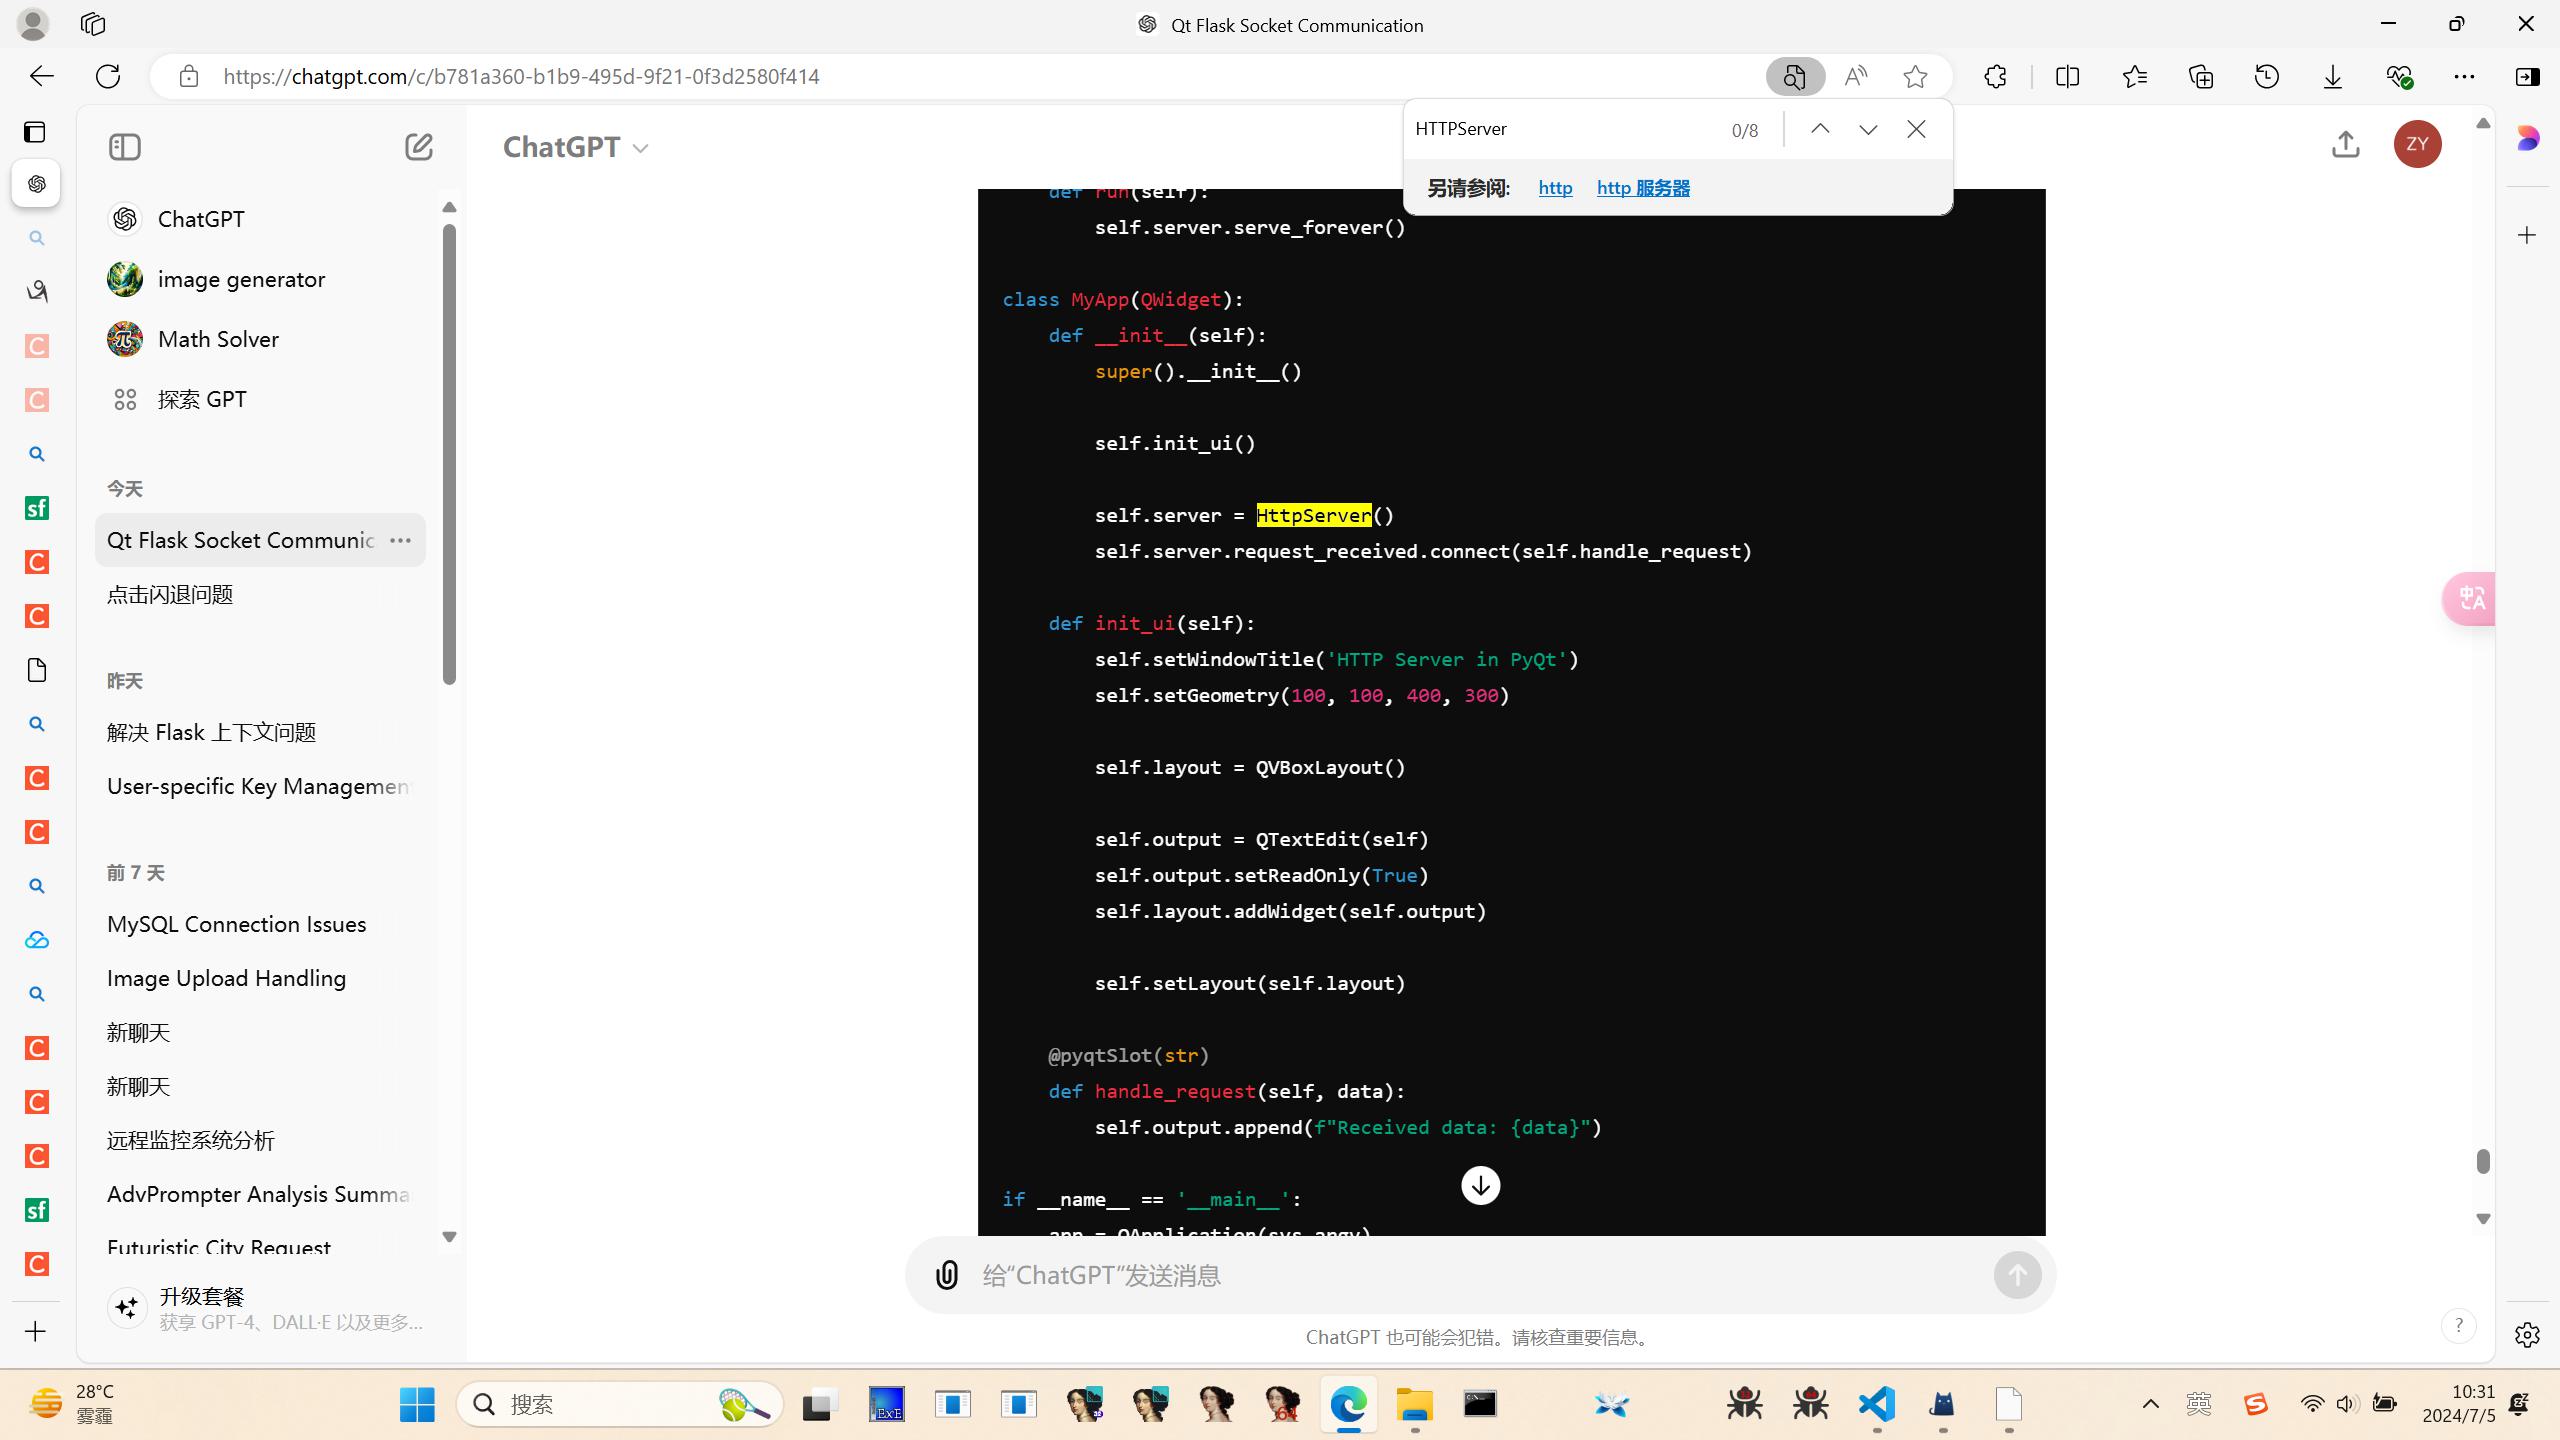 Qt Flask Socket Communication
https://chatgpt.com/c/b781a360-b1b9-495d-9f21-0f3d2580f414
HTTPServer
0/8
另请参阅:
http
http 服务器
ZY
ChatGPT
image generator
Math Solver
探索 GPT
今天
Qt Flask Socket Communic
点击闪退问题
昨天
解决 Flask 上下文问题
User-specific Key Management
前 7 天
MySQL Connection Issues
Image Upload Handling
新聊天
新聊天
远程监控系统分析
AdvPrompter Analysis Summa
Futuristic City Request
升级套餐
获享 GPT-4、DALL·E 以及更多...
ChatGPT
def run(self):
self.server.serve_forever()
class MyApp(QWidget):
def __init__(self):
super().__init__()
self.init_ui()
self.server = HttpServer()
self.server.request_received.connect(self.handle_request)
def init_ui(self):
self.setWindowTitle('HTTP Server in PyQt')
self.setGeometry(100, 100, 400, 300)
self.layout = QVBoxLayout()
self.output = QTextEdit(self)
self.output.setReadOnly(True)
self.layout.addWidget(self.output)
self.setLayout(self.layout)
@pyqtSlot(str)
def handle_request(self, data):
self.output.append(f"Received data: {data}")
if __name__ == '__main__':
app = QApplication(sys.argv)
给“ChatGPT”发送消息
ChatGPT 也可能会犯错。请核查重要信息。
?
28°C
雾霾
搜索
英
10:31
2024/7/5